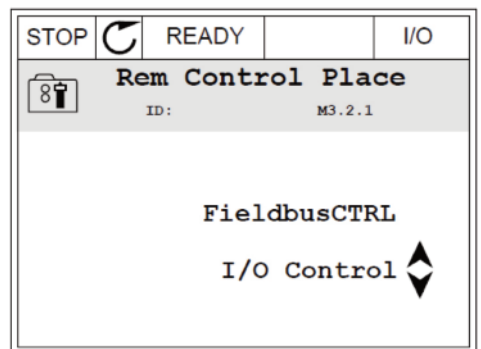 STOP READY I/O
Rem Control Place
ID: M3.2.1
FieldbusCTRL
I/O Control